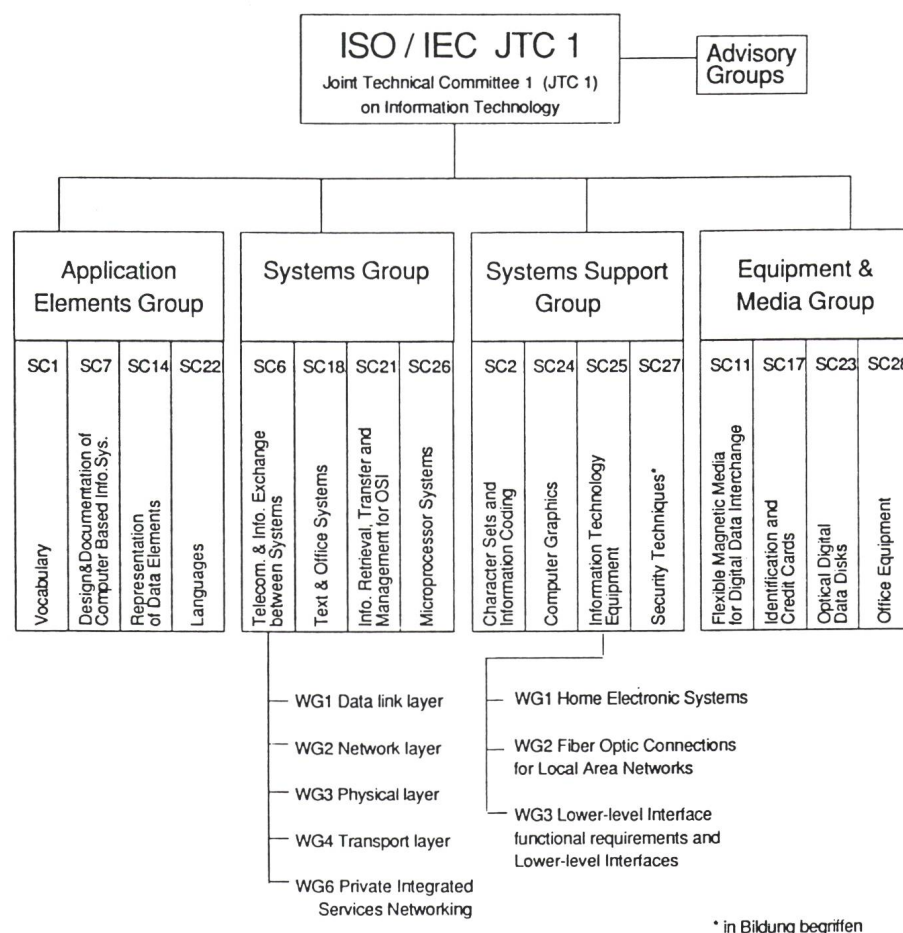 ISO / IEC JTC 1
Joint Technical Committee 1 (JTC 1)
on Information Technology
Advisory
Groups
Application
Elements Group
SC1
SC7
SC14
SC22
Vocabulary
Design&Documentation of
Computer Based Info.Sys.
Representation
of Data Elements
Languages
Systems Group
SC6
SC18
SC21
SC26
Telecom. & Info. Exchange
between Systems
Text & Office Systems
Info. Retrieval, Transfer and
Management for OSI
Microprocessor Systems
Systems Support
Group
SC2
SC24
SC25
SC27
Character Sets and
Information Coding
Computer Graphics
Information Technology
Equipment
Security Techniques*
Equipment &
Media Group
SC11
SC17
SC23
SC28
Flexible Magnetic Media
for Digital Data Interchange
Identification and
Credit Cards
Optical Digital
Data Disks
Office Equipment
WG1 Data link layer
WG2 Network layer
WG3 Physical layer
WG4 Transport layer
WG6 Private Integrated
Services Networking
WG1 Home Electronic Systems
WG2 Fiber Optic Connections
for Local Area Networks
WG3 Lower-level Interface
functional requirements and
Lower-level Interfaces
* in Bildung begriffen